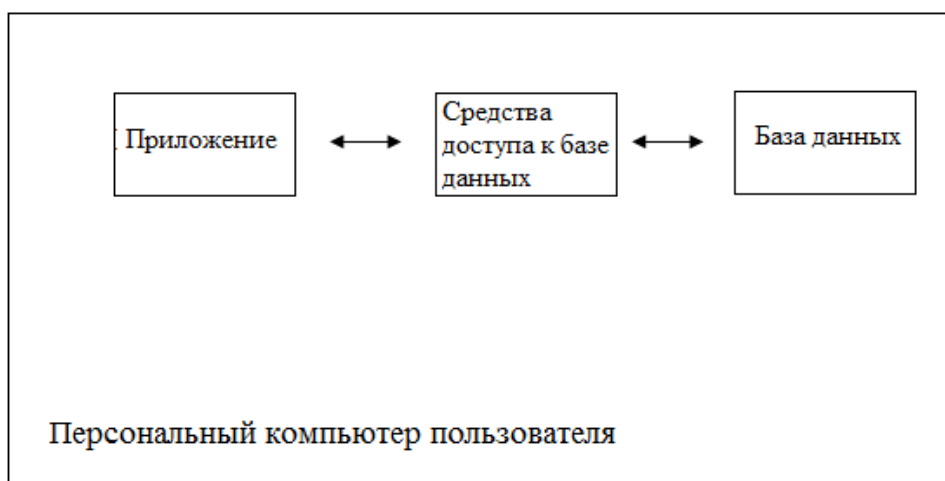 Приложение
Средства
доступа к базе
данных
База данных
Персональный компьютер пользователя